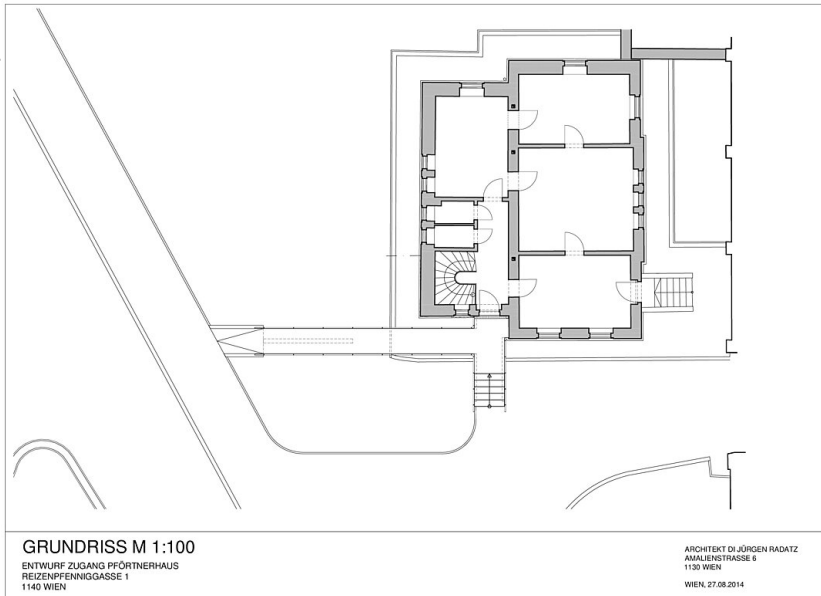 GRUNDRISS M 1:100
ENTWURF ZUGANG PFÖRTNERHAUS
REIZENPFENNIGGASSE 1
1140 WIEN
ARCHITEKT DI JÜRGEN RADATZ
AMALIENSTRASSE 6
1130 WIEN
WIEN, 27.08.2014